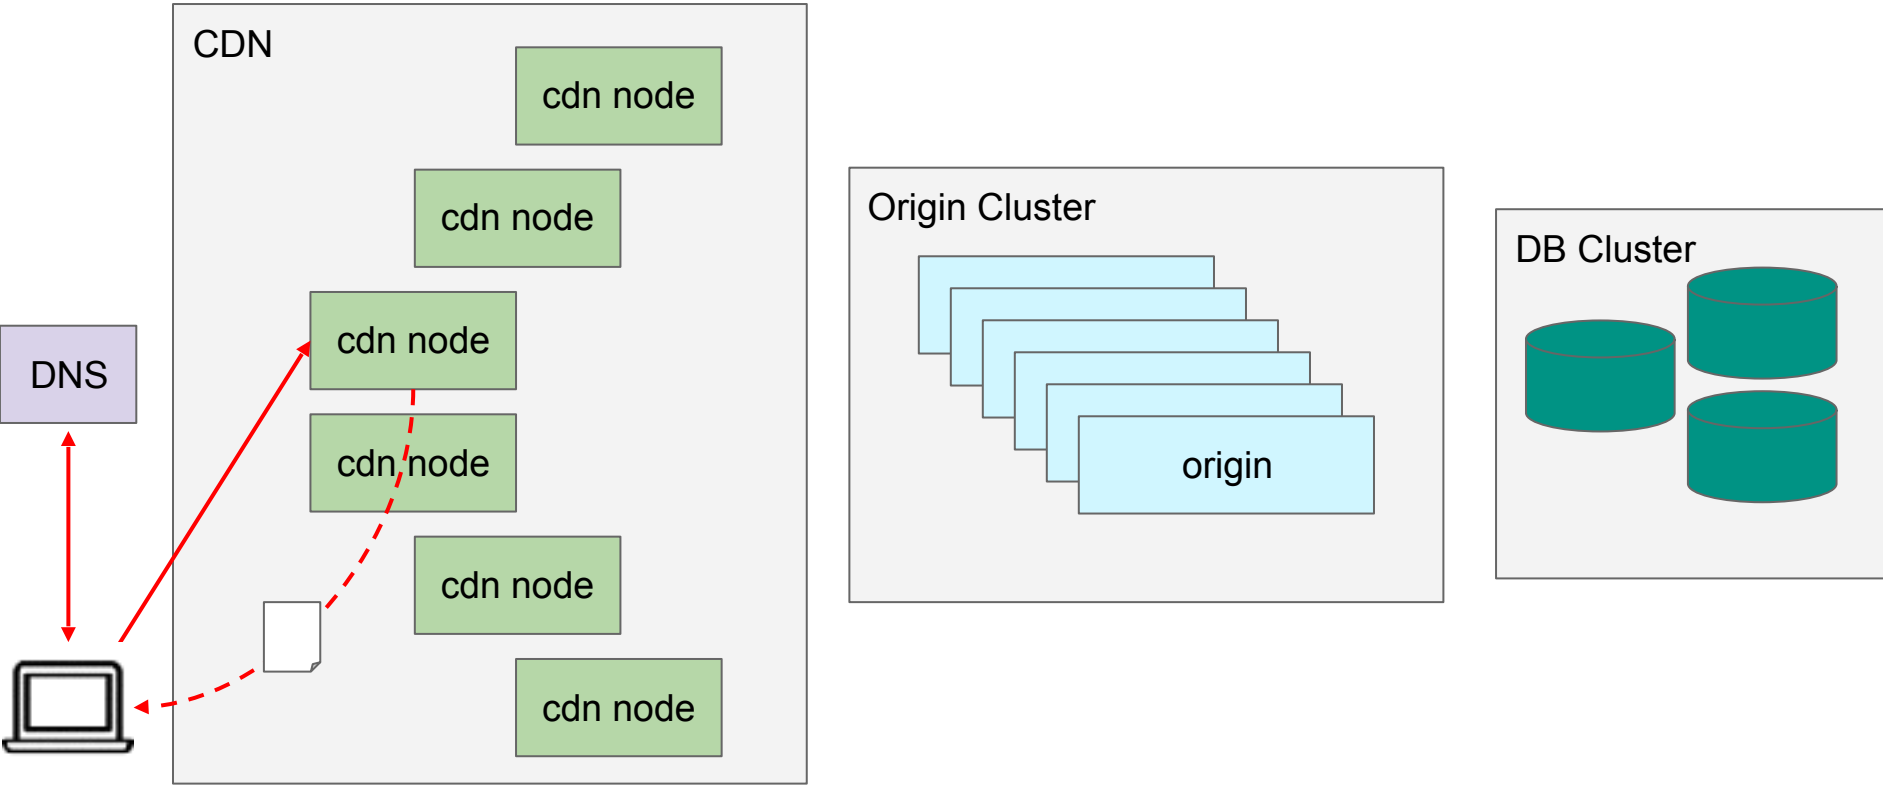 CDN
cdn node
cdn node
cdn node
cdn node
cdn node
cdn node
DNS
Origin Cluster
origin
DB Cluster